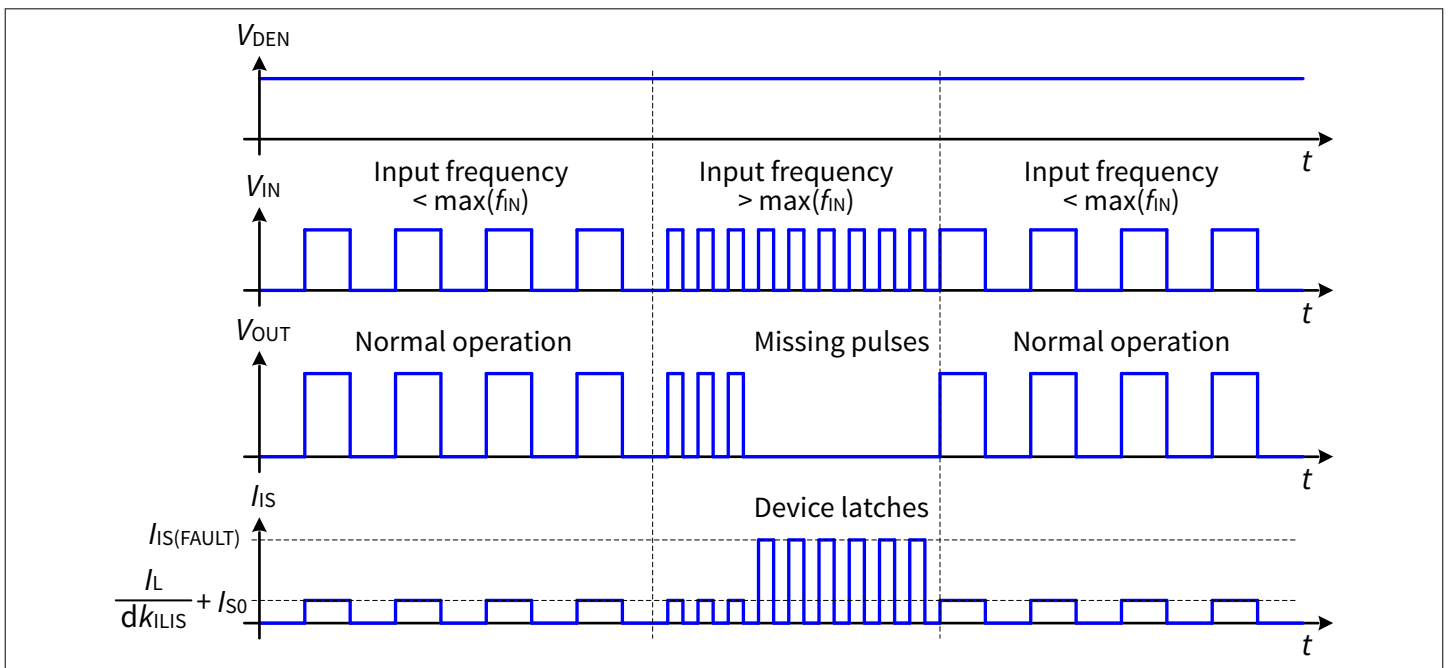 VDEN
t
Input frequency
< max(fIN)
Input frequency
> max(fIN)
Input frequency
< max(fIN)
VIN
t
VOUT
Normal operation
Missing pulses
Normal operation
t
IIS
Device latches
IIS(FAULT)
IL
dkILIS
+ IS0
t